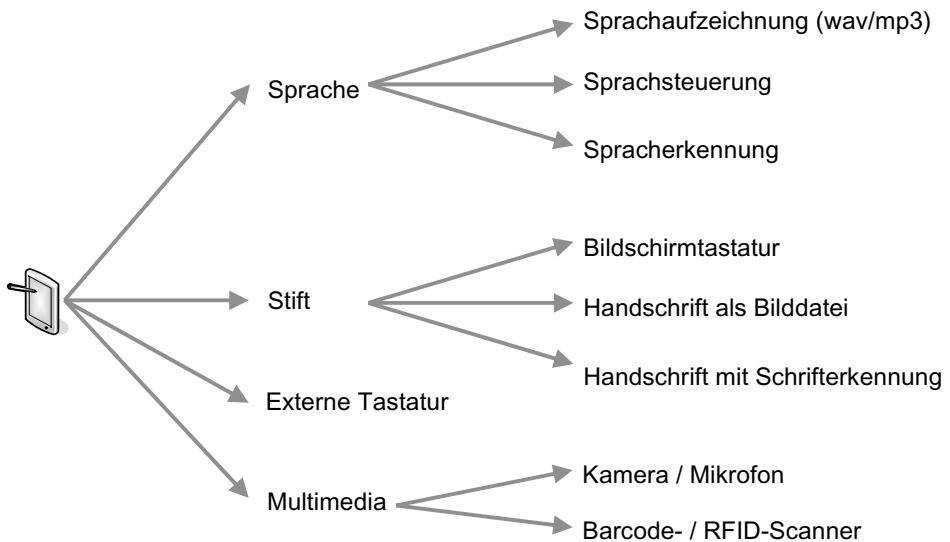 Sprache
Sprachaufzeichnung (wav/mp3)
Sprachsteuerung
Spracherkennung
Stift
Bildschirmtastatur
Handschrift als Bilddatei
Handschrift mit Schrifterkennung
Externe Tastatur
Multimedia
Kamera / Mikrofon
Barcode- / RFID-Scanner